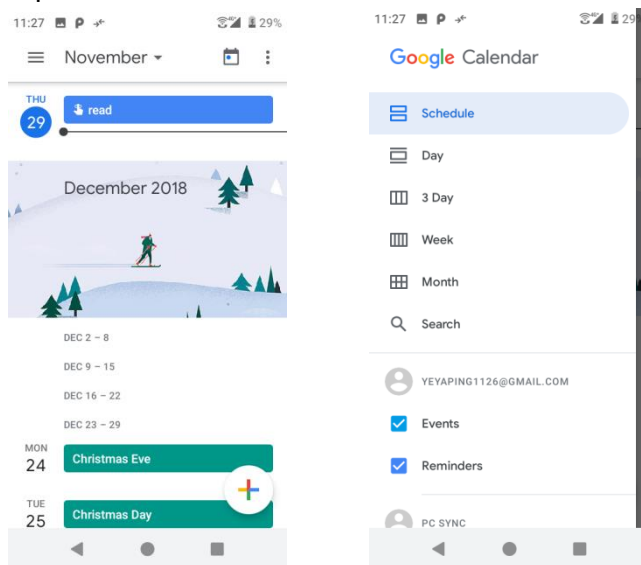 11:27 P 29%
November
THU
29
read
December 2018
DEC 2 – 8
DEC 9 – 15
DEC 16 – 22
DEC 23 – 29
MON
24
Christmas Eve
TUE
25
Christmas Day
11:27 P 29
Google Calendar
Schedule
Day
3 Day
Week
Month
Search
YEYAPING1126@GMAIL.COM
Events
Reminders
PC SYNC